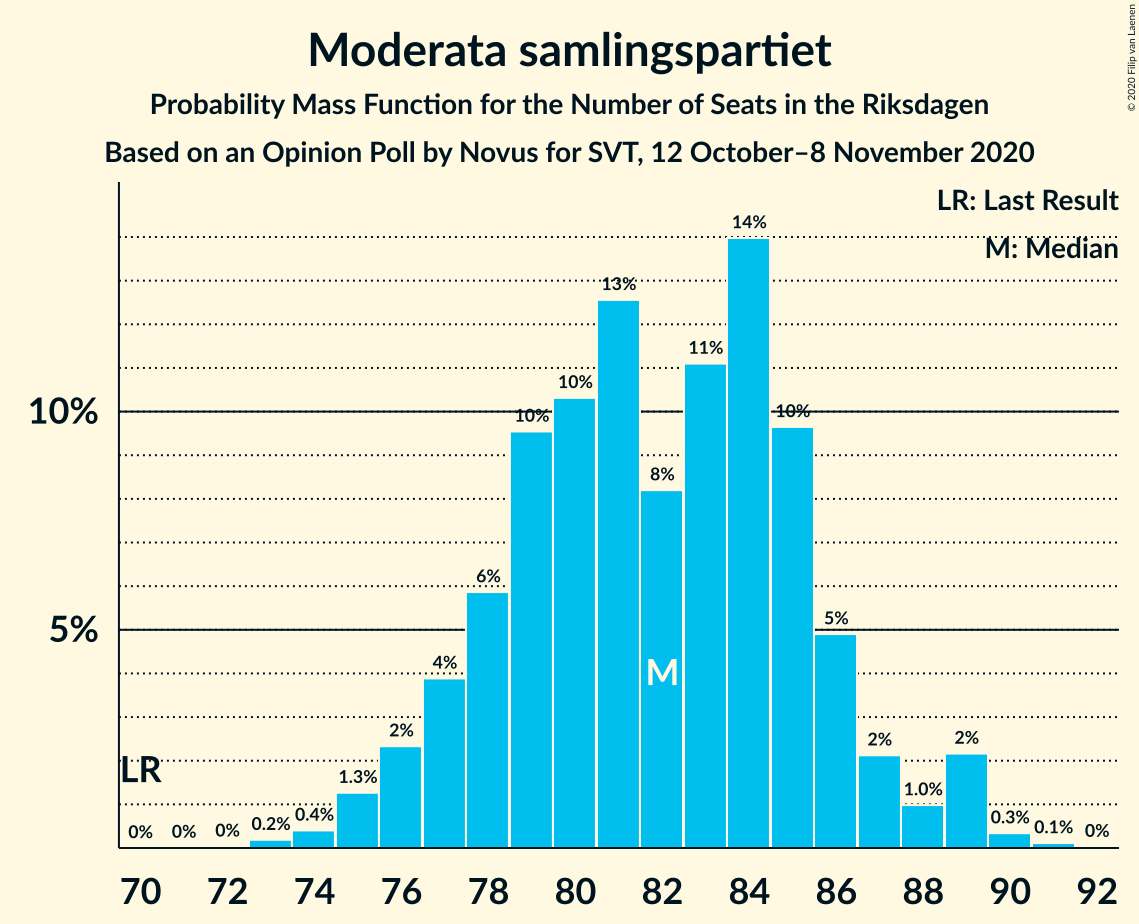 Moderata samlingspartiet
Probability Mass Function for the Number of Seats in the Riksdagen
Based on an Opinion Poll by Novus for SVT, 12 October–8 November 2020
© 2020 Filip van Laenen
LR: Last Result
M: Median
10%
5%
0%
0%
0%
0.2%
0.4%
1.3%
2%
4%
6%
10%
10%
13%
8%
11%
14%
10%
5%
2%
1.0%
2%
0.3%
0.1%
0%
LR
M
70 72 74 76 78 80 82 84 86 88 90 92